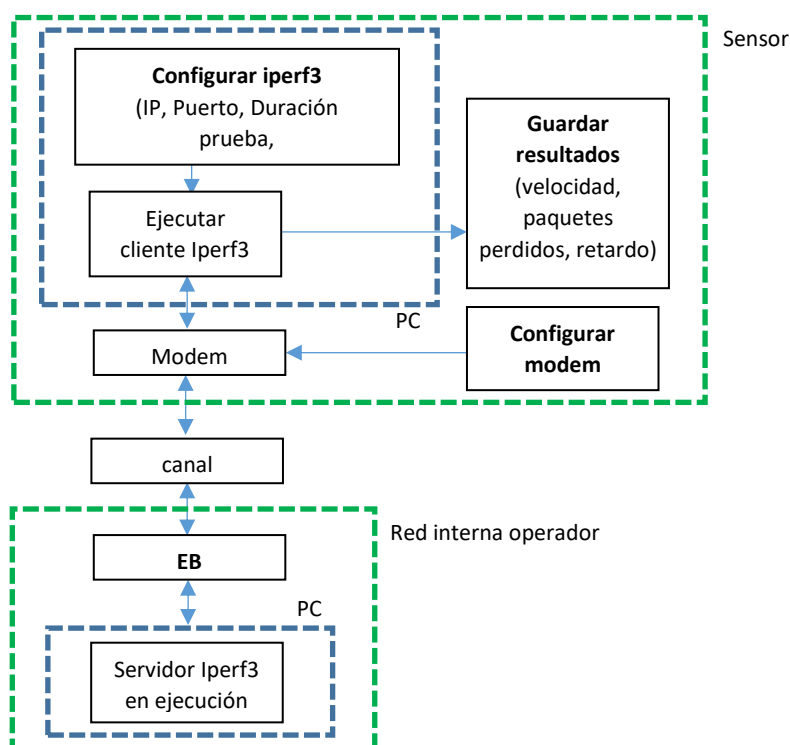 Sensor
Configurar iperf3
(IP, Puerto, Duración
prueba,
Guardar
resultados
(velocidad,
paquetes
perdidos, retardo)
Ejecutar
cliente Iperf3
PC
Modem
Configurar
modem
canal
Red interna operador
EB
PC
Servidor Iperf3
en ejecución